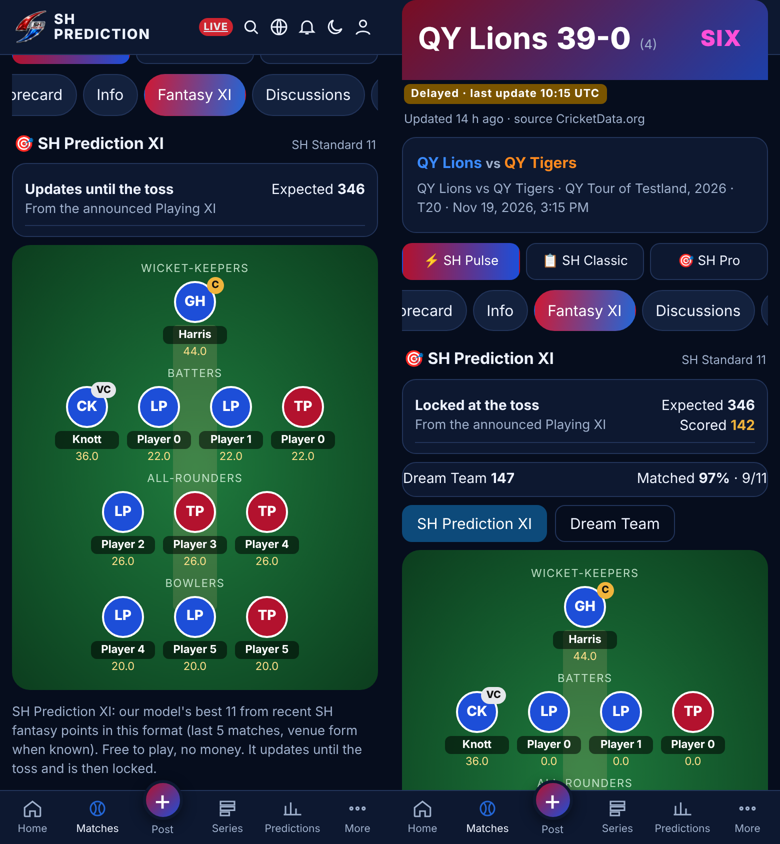 SH
PREDICTION
LIVE
orecard
Info
Fantasy XI
Discussions
SH Prediction XI
SH Standard 11
Updates until the toss
Expected 346
From the announced Playing XI
WICKET-KEEPERS
GH
C
Harris
44.0
BATTERS
CK
VC
LP
LP
TP
Knott
Player 0
Player 1
Player 0
36.0
22.0
22.0
22.0
ALL-ROUNDERS
LP
TP
TP
Player 2
Player 3
Player 4
26.0
26.0
26.0
BOWLERS
LP
LP
TP
Player 4
Player 5
Player 5
20.0
20.0
20.0
SH Prediction XI: our model's best 11 from recent SH
fantasy points in this format (last 5 matches, venue form
when known). Free to play, no money. It updates until the
toss and is then locked.
Home
Matches
+
Post
Series
Predictions
More
QY Lions 39-0 (4)
SIX
Delayed · last update 10:15 UTC
Updated 14 h ago · source CricketData.org
QY Lions vs QY Tigers
QY Lions vs QY Tigers · QY Tour of Testland, 2026 ·
T20 · Nov 19, 2026, 3:15 PM
SH Pulse
SH Classic
SH Pro
orecard
Info
Fantasy XI
Discussions
SH Prediction XI
SH Standard 11
Locked at the toss
Expected 346
From the announced Playing XI
Scored 142
Dream Team 147
Matched 97% · 9/11
SH Prediction XI
Dream Team
WICKET-KEEPERS
GH
C
Harris
44.0
BATTERS
CK
VC
LP
LP
TP
Knott
Player 0
Player 1
Player 0
36.0
0.0
0.0
0.0
ALL-ROUNDERS
Home
Matches
+
Post
Series
Predictions
More